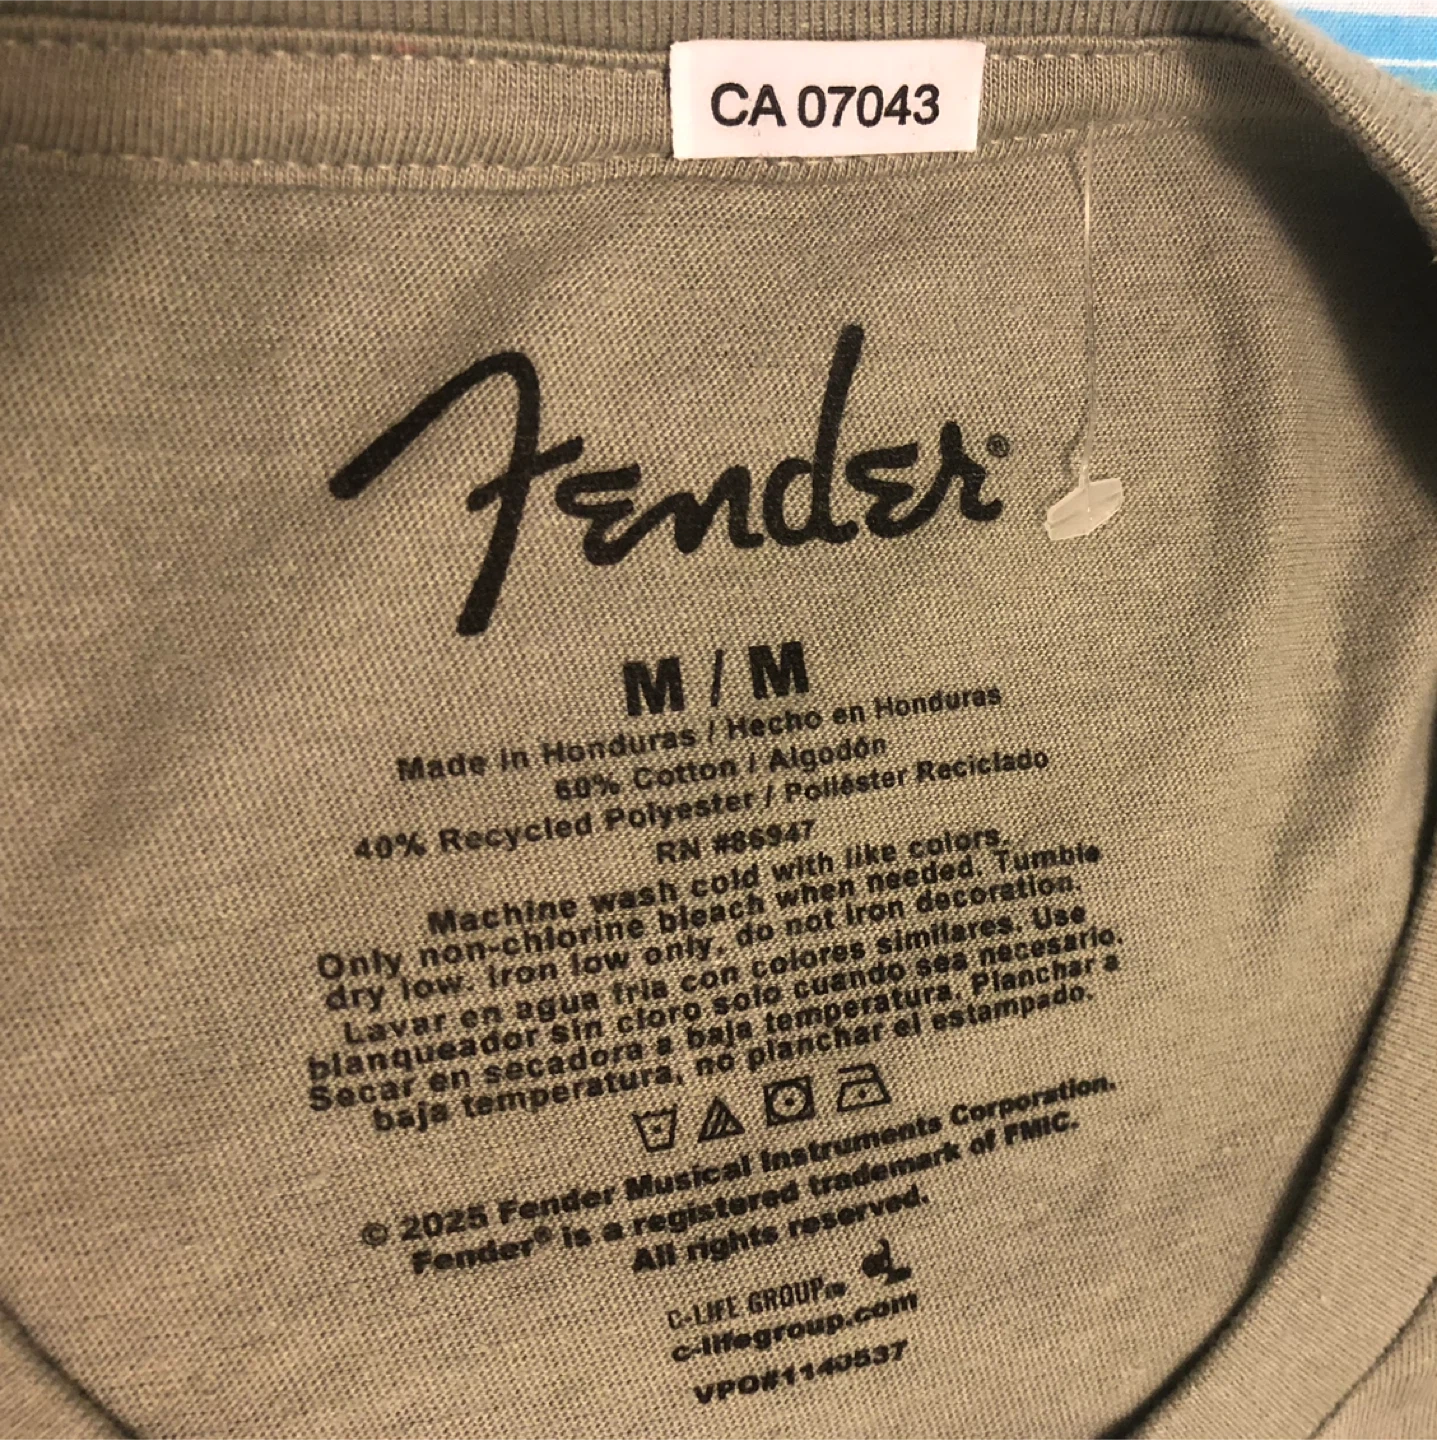 CA 07043
Fender®
M / M
Made in Honduras / Hecho en Honduras
60% Cotton / Algodón
40% Recycled Polyester / Poliéster Reciclado
RN #86947
Machine wash cold with like colors.
Only non-chlorine bleach when needed. Tumble
dry low. Iron low only, do not iron decoration.
Lavar en agua fria con colores similares. Use
blanqueador sin cloro solo cuando sea necesario.
Secar en secadora a baja temperatura. Planchar a
baja temperatura, no planchar el estampado.
© 2025 Fender Musical Instruments Corporation.
Fender® is a registered trademark of FMIC.
All rights reserved.
C-LIFE GROUP
c-lifegroup.com
VPO#1140537